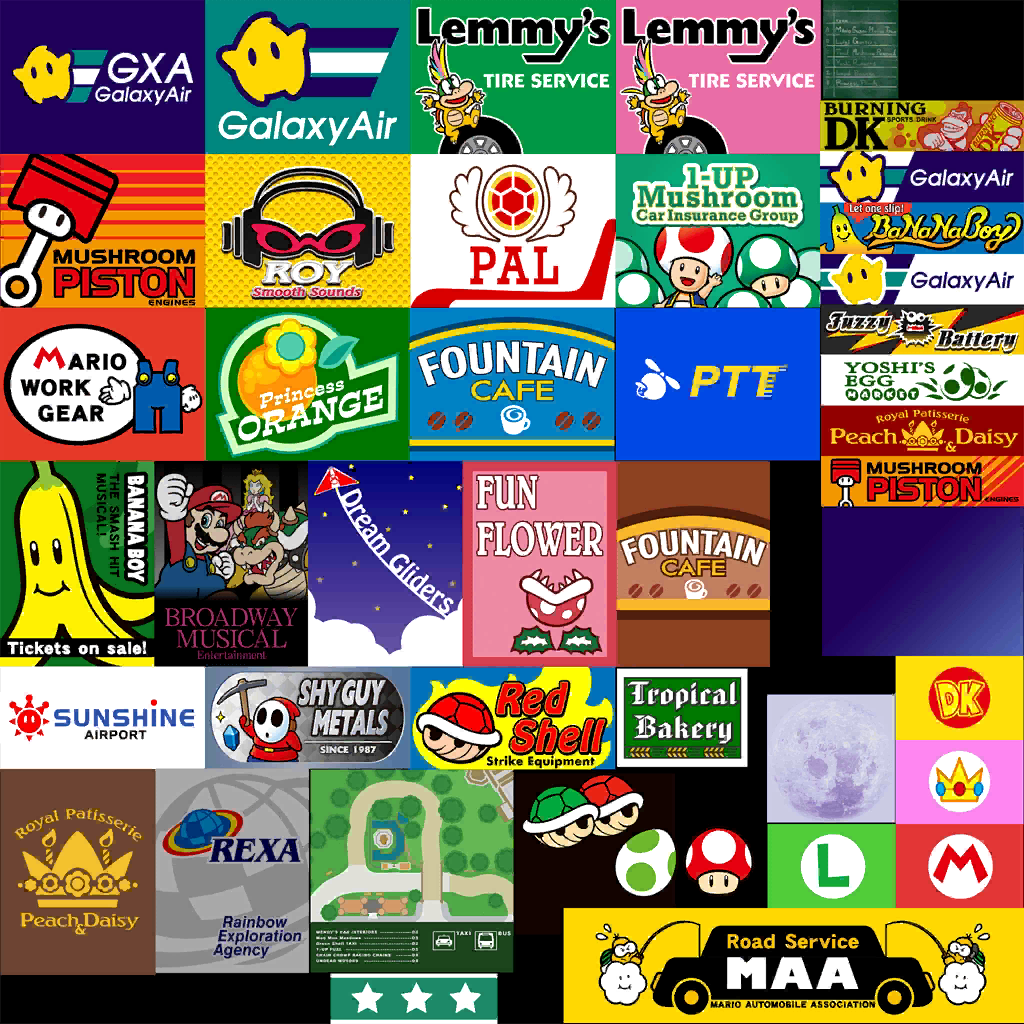 GXA
GalaxyAir
GalaxyAir
Lemmy's
TIRE SERVICE
Lemmy's
TIRE SERVICE
BURNING
DK
SPORTS DRINK
MUSHROOM
PISTON
ENGINES
ROY
Smooth Sounds
PAL
1-UP
Mushroom
Car Insurance Group
GalaxyAir
Let one slip!
BaNaNaBoy
GalaxyAir
MARIO
WORK
GEAR
Princess
ORANGE
FOUNTAIN
CAFE
PTT
Fuzzy
Battery
YOSHI'S
EGG
MARKET
Royal Patisserie
Peach & Daisy
MUSHROOM
PISTON
ENGINES
BANANA BOY
THE SMASH HIT
MUSICAL!
Tickets on sale!
BROADWAY
MUSICAL
Entertainment
Dream Gliders
FUN
FLOWER
FOUNTAIN
CAFE
SUNSHINE
AIRPORT
SHY GUY
METALS
SINCE 1987
Red
Shell
Strike Equipment
Tropical
Bakery
DK
Royal Patisserie
Peach & Daisy
REXA
Rainbow
Exploration
Agency
TAXI
BUS
L
M
Road Service
MAA
MARIO AUTOMOBILE ASSOCIATION